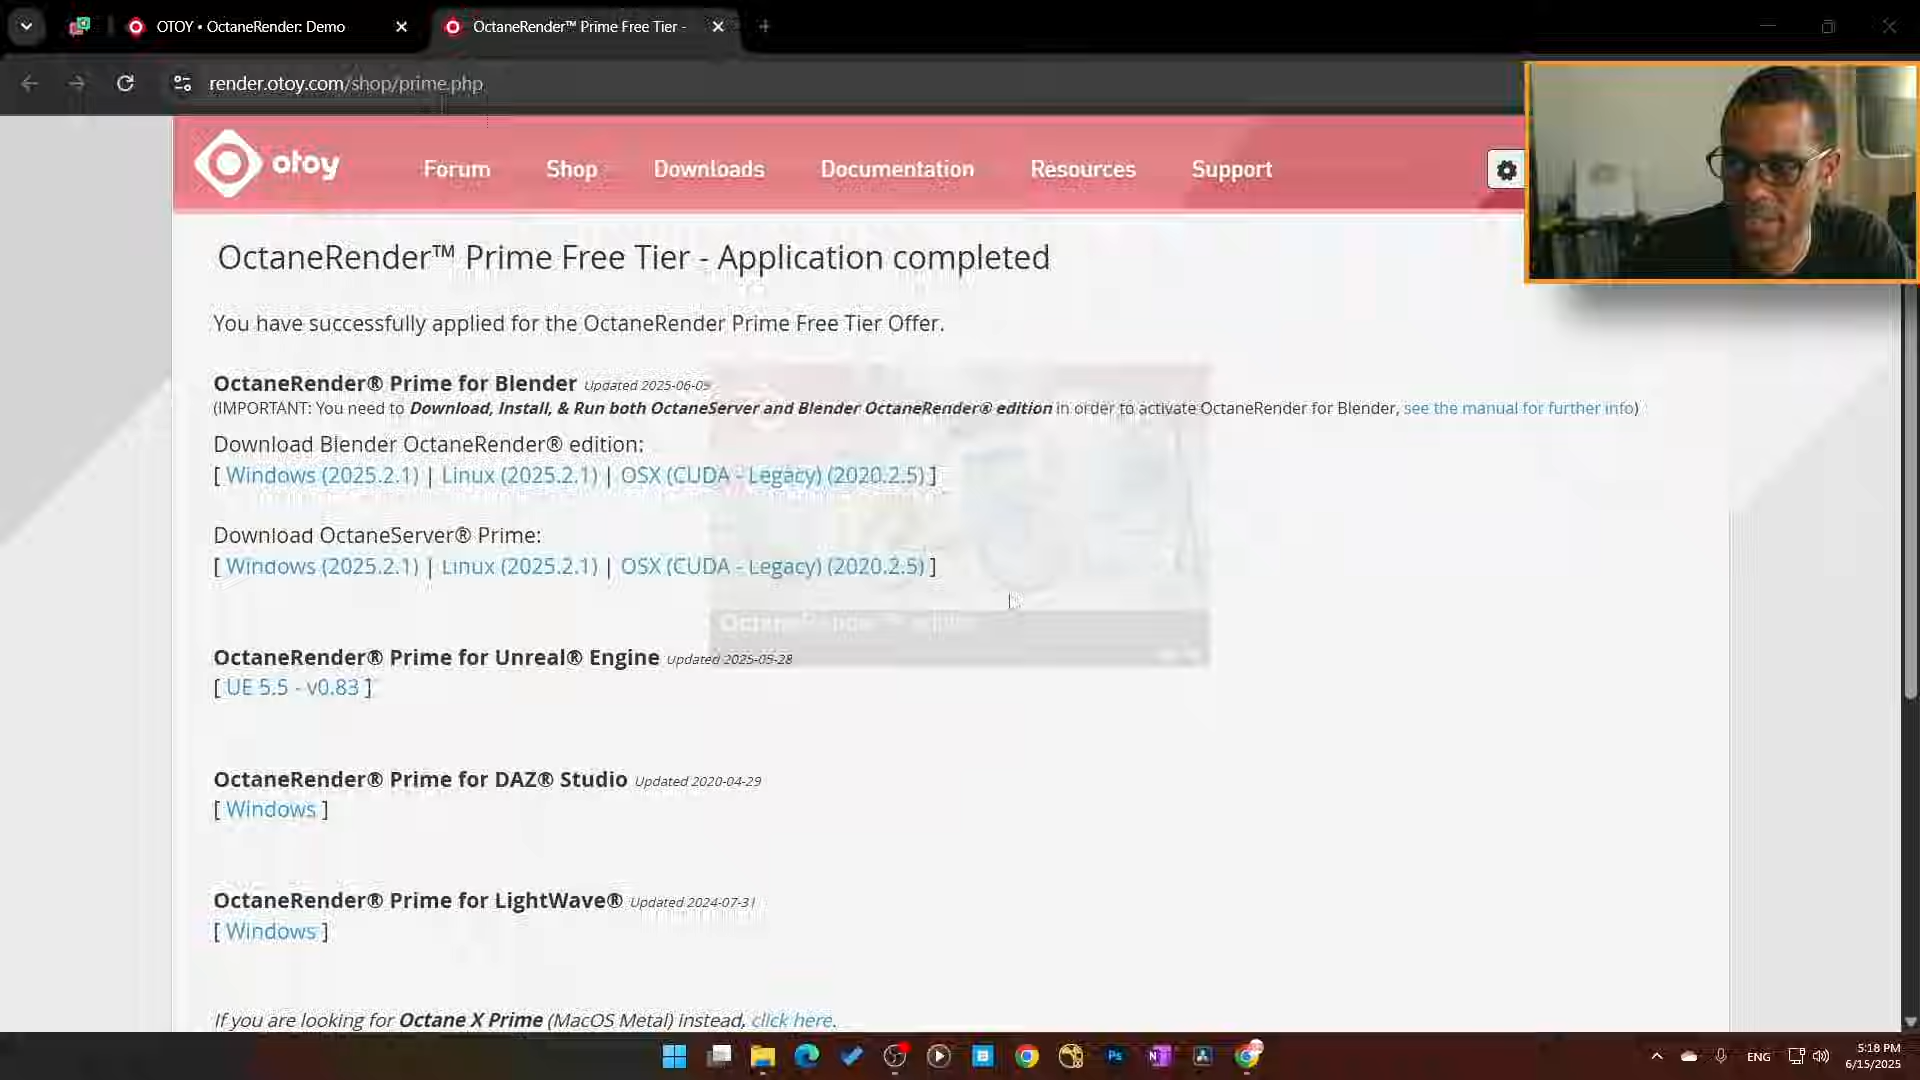 OTOY • OctaneRender: Demo
OctaneRender™ Prime Free Tier -
render.otoy.com/shop/prime.php
otoy
Forum
Shop
Downloads
Documentation
Resources
Support
OctaneRender™ Prime Free Tier - Application completed
You have successfully applied for the OctaneRender Prime Free Tier Offer.
OctaneRender® Prime for Blender Updated 2025-06-05
(IMPORTANT: You need to Download, Install, & Run both OctaneServer and Blender OctaneRender® edition in order to activate OctaneRender for Blender, see the manual for further info)
Download Blender OctaneRender® edition:
[ Windows (2025.2.1) | Linux (2025.2.1) | OSX (CUDA - Legacy) (2020.2.5) ]
Download OctaneServer® Prime:
[ Windows (2025.2.1) | Linux (2025.2.1) | OSX (CUDA - Legacy) (2020.2.5) ]
OctaneRender® Prime for Unreal® Engine Updated 2025-05-28
[ UE 5.5 - v0.83 ]
OctaneRender® Prime for DAZ® Studio Updated 2020-04-29
[ Windows ]
OctaneRender® Prime for LightWave® Updated 2024-07-31
[ Windows ]
If you are looking for Octane X Prime (MacOS Metal) instead, click here.
Ps
ENG
5:18 PM
6/15/2025